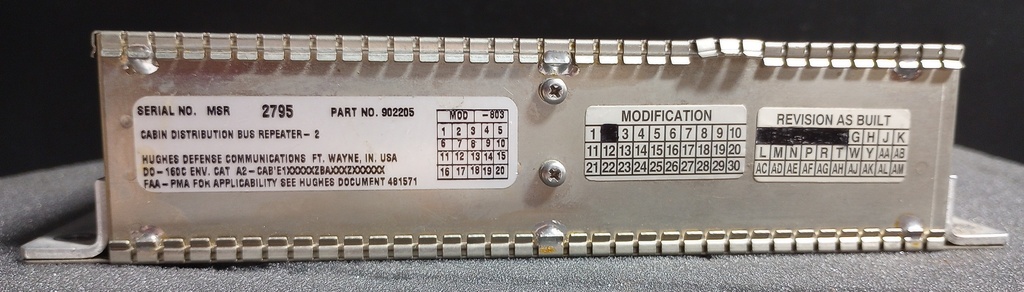 SERIAL NO. MSR 2795 PART NO. 902205
CABIN DISTRIBUTION BUS REPEATER-2
HUGHES DEFENSE COMMUNICATIONS FT. WAYNE, IN. USA
DO-160C ENV. CAT A2-CAB'E1XXXXXZBAXXXZXXXXXX
FAA-PMA FOR APPLICABILITY SEE HUGHES DOCUMENT 481571
MOD -803
1 2 3 4 5
6 7 8 9 10
11 12 13 14 15
16 17 18 19 20
MODIFICATION
1 3 4 5 6 7 8 9 10
11 12 13 14 15 16 17 18 19 20
21 22 23 24 25 26 27 28 29 30
REVISION AS BUILT
G H J K
L M N P R T W Y AA AB
AC AD AE AF AG AH AJ AK AL AM